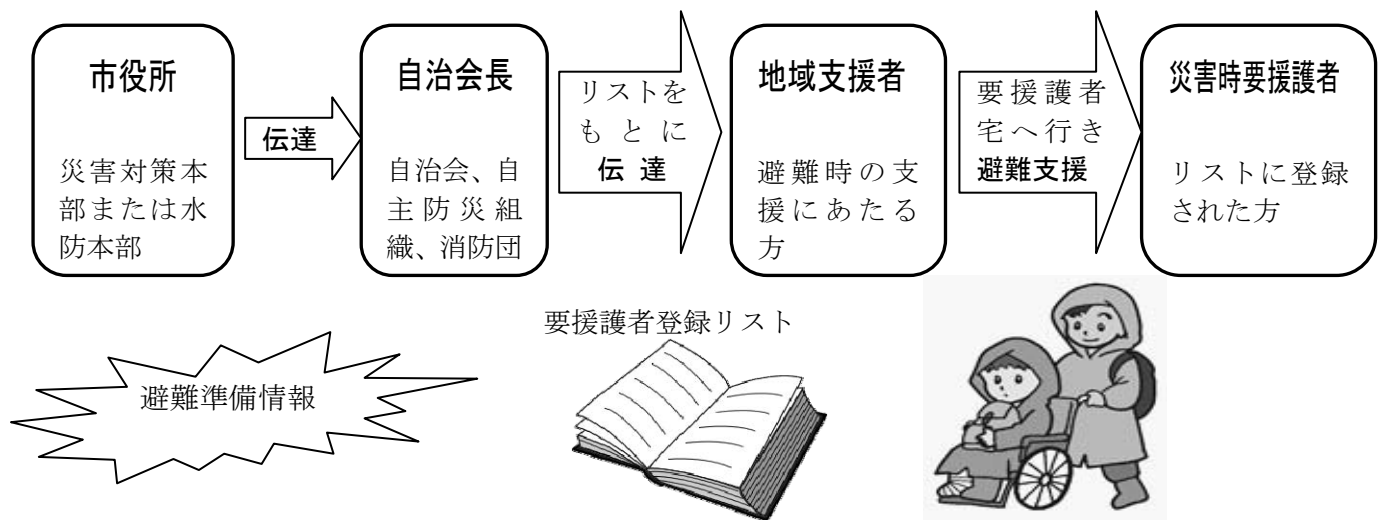 市役所
災害対策本
部または水
防本部
伝達
自治会長
自治会、自
主防災組
織、消防団
リストを
もとに
伝達
地域支援者
避難時の支
援にあたる
方
要援護者
宅へ行き
避難支援
災害時要援護者
リストに登録
された方
避難準備情報
要援護者登録リスト